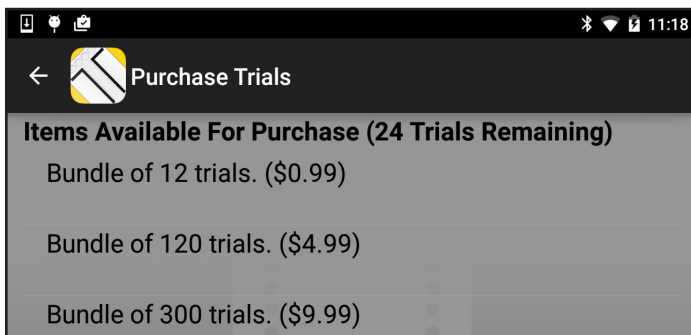 11:18
Purchase Trials
Items Available For Purchase (24 Trials Remaining)
Bundle of 12 trials. ($0.99)
Bundle of 120 trials. ($4.99)
Bundle of 300 trials. ($9.99)